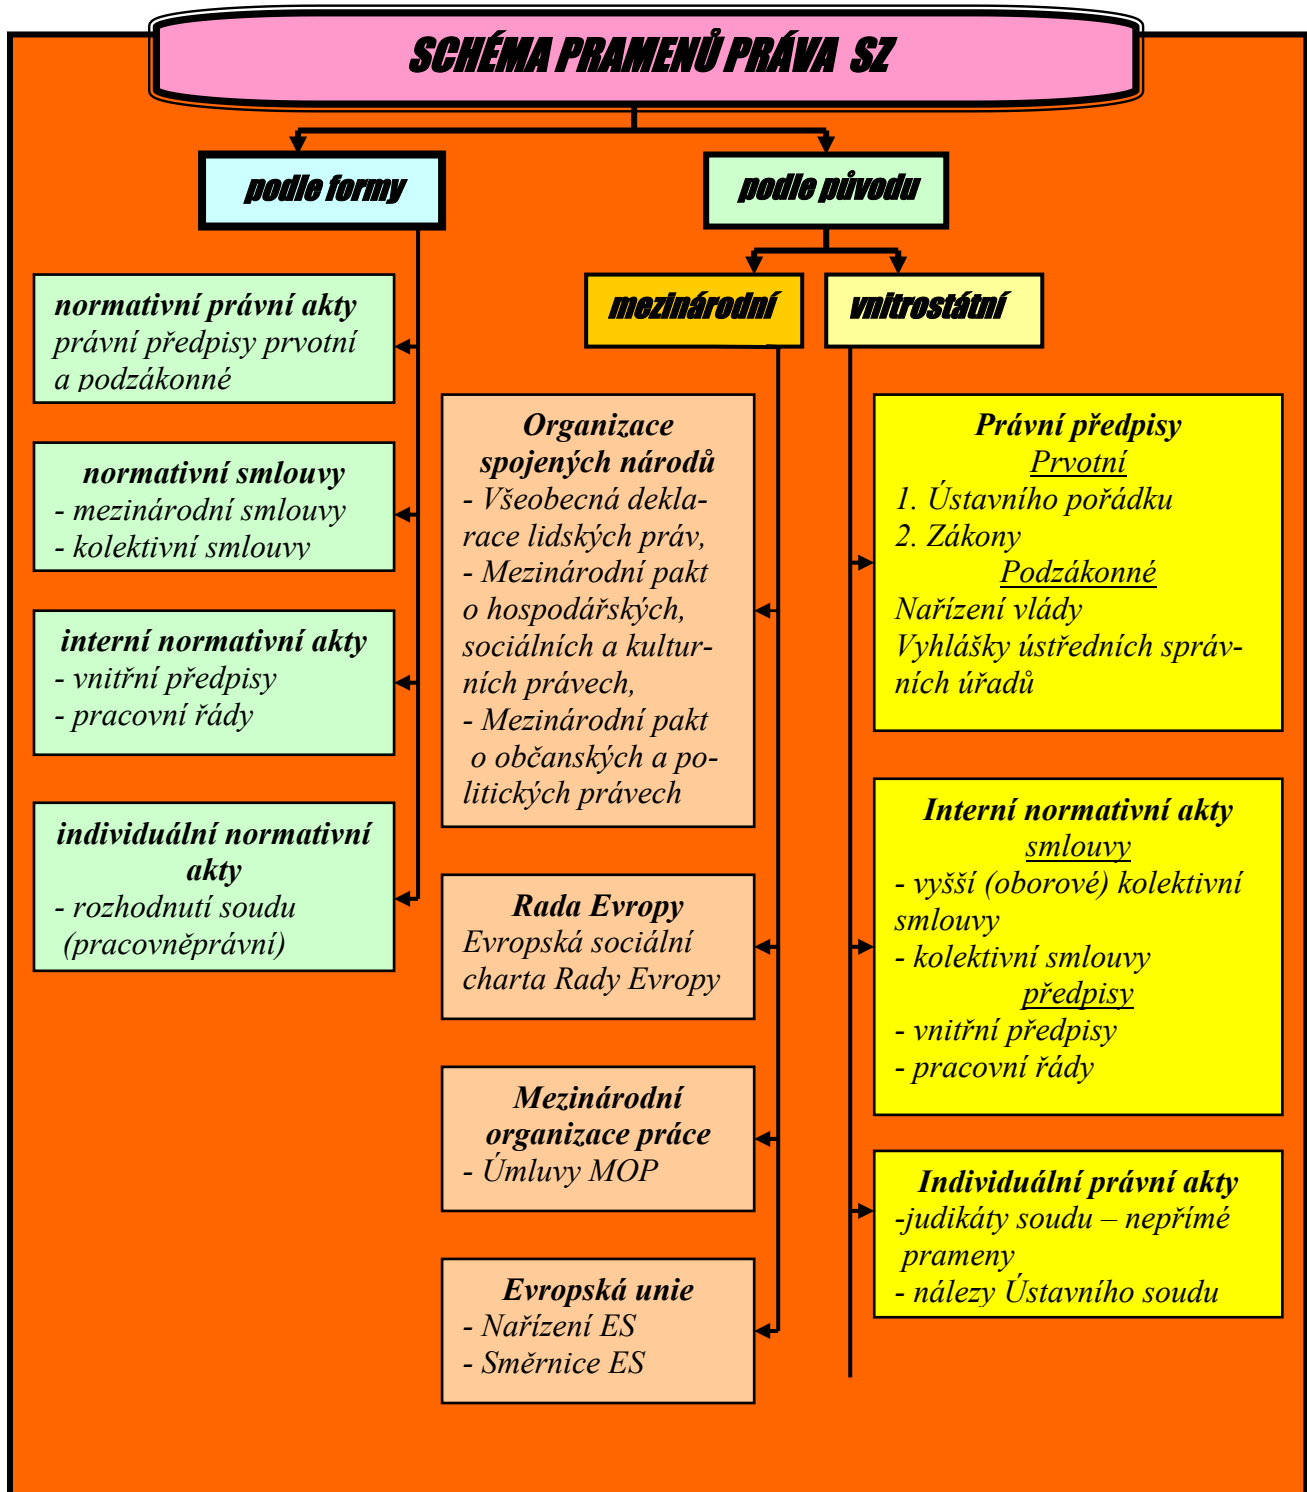 SCHÉMA PRAMENŮ PRÁVA SZ
podle formy
podle původu
mezinárodní
vnitrostátní
normativní právní akty
právní předpisy prvotní
a podzákonné
normativní smlouvy
- mezinárodní smlouvy
- kolektivní smlouvy
interní normativní akty
- vnitřní předpisy
- pracovní řády
individuální normativní
akty
- rozhodnutí soudu
(pracovněprávní)
Organizace
spojených národů
- Všeobecná dekla-
race lidských práv,
- Mezinárodní pakt
o hospodářských,
sociálních a kultur-
ních právech,
- Mezinárodní pakt
o občanských a po-
litických právech
Rada Evropy
Evropská sociální
charta Rady Evropy
Mezinárodní
organizace práce
- Úmluvy MOP
Evropská unie
- Nařízení ES
- Směrnice ES
Právní předpisy
Prvotní
1. Ústavního pořádku
2. Zákony
Podzákonné
Nařízení vlády
Vyhlášky ústředních správ-
ních úřadů
Interní normativní akty
smlouvy
- vyšší (oborové) kolektivní
smlouvy
- kolektivní smlouvy
předpisy
- vnitřní předpisy
- pracovní řády
Individuální právní akty
-judikáty soudu – nepřímé
prameny
- nálezy Ústavního soudu